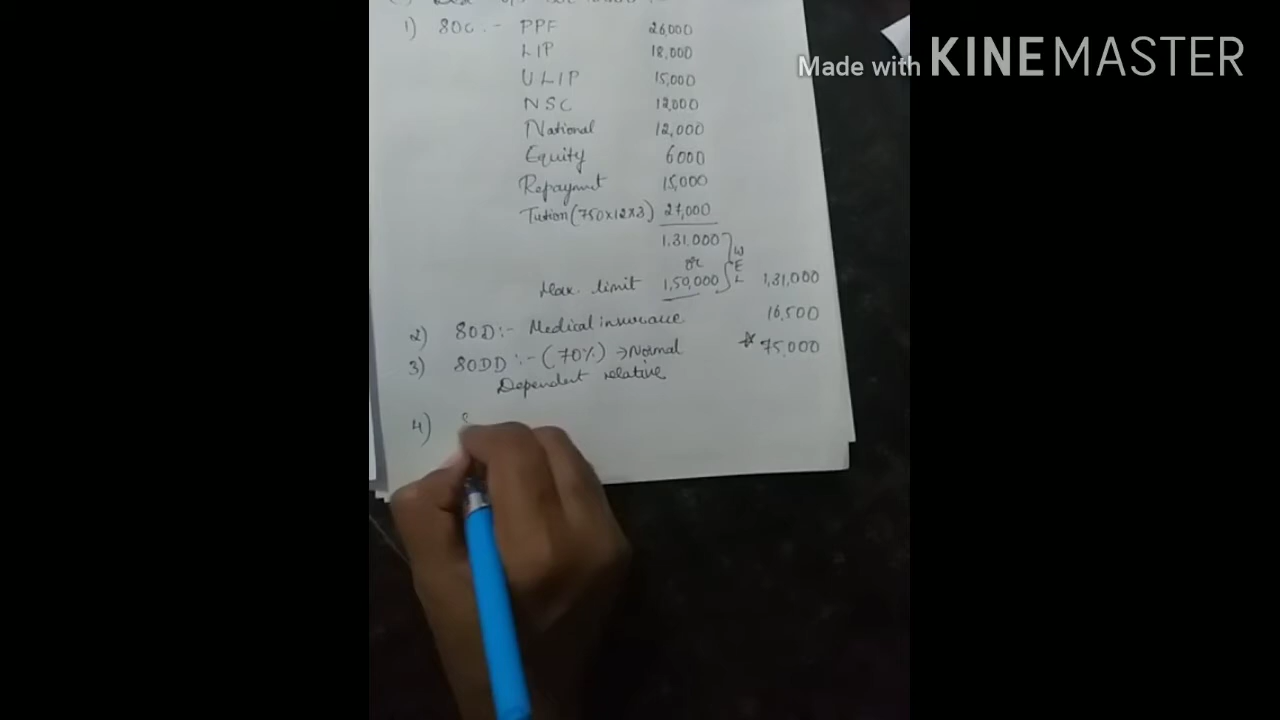 Made with KINEMASTER
1) 80C :- PPF 26,000
LIP 18,000
ULIP 15,000
NSC 12,000
National 12,000
Equity 6000
Repayment 15,000
Tution (750x12x3) 27,000
1,31,000
or
Max. limit 1,50,000 WEL 1,31,000
2) 80D :- Medical insurance 16,500
3) 80DD :- (70%) → Normal 75,000
Dependent relative
4)